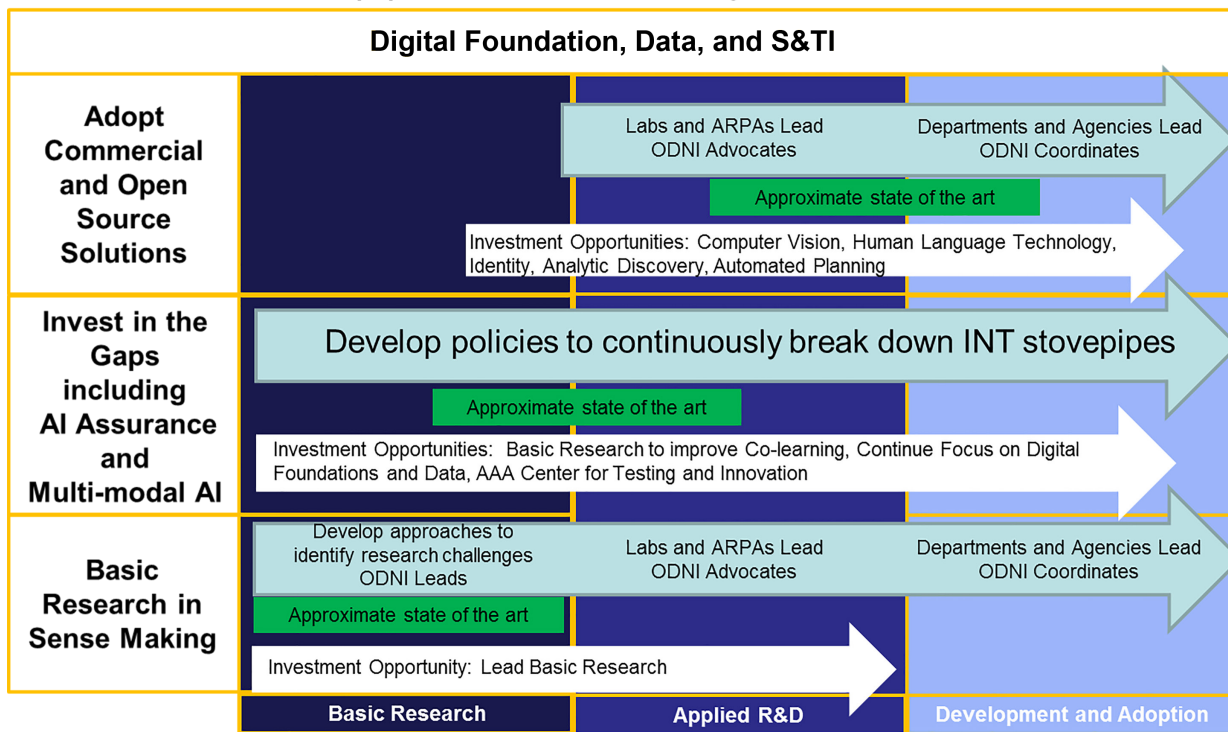 Digital Foundation, Data, and S&TI
Adopt
Commercial
and Open
Source
Solutions
Labs and ARPAs Lead
ODNI Advocates
Departments and Agencies Lead
ODNI Coordinates
Approximate state of the art
Investment Opportunities: Computer Vision, Human Language Technology,
Identity, Analytic Discovery, Automated Planning
Invest in the
Gaps
including
AI Assurance
and
Multi-modal AI
Develop policies to continuously break down INT stovepipes
Approximate state of the art
Investment Opportunities: Basic Research to improve Co-learning, Continue Focus on Digital
Foundations and Data, AAA Center for Testing and Innovation
Basic
Research in
Sense Making
Develop approaches to
identify research challenges
ODNI Leads
Labs and ARPAs Lead
ODNI Advocates
Departments and Agencies Lead
ODNI Coordinates
Approximate state of the art
Investment Opportunity: Lead Basic Research
Basic Research
Applied R&D
Development and Adoption